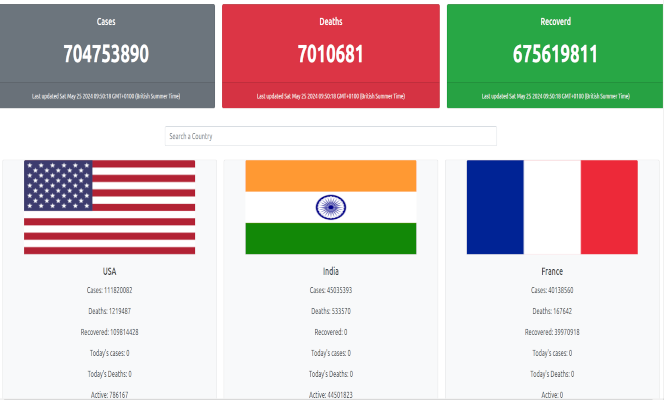 Cases
704753890
Last updated Sat May 25 2024 09:50:18 GMT+0100 (British Summer Time)
Deaths
7010681
Last updated Sat May 25 2024 09:50:18 GMT+0100 (British Summer Time)
Recoverd
675619811
Last updated Sat May 25 2024 09:50:18 GMT+0100 (British Summer Time)
Search a Country
USA
Cases: 111820082
Deaths: 1219487
Recovered: 109814428
Today's cases: 0
Today's Deaths: 0
Active: 786167
India
Cases: 45035393
Deaths: 533570
Recovered: 0
Today's cases: 0
Today's Deaths: 0
Active: 44501823
France
Cases: 40138560
Deaths: 167642
Recovered: 39970918
Today's cases: 0
Today's Deaths: 0
Active: 0